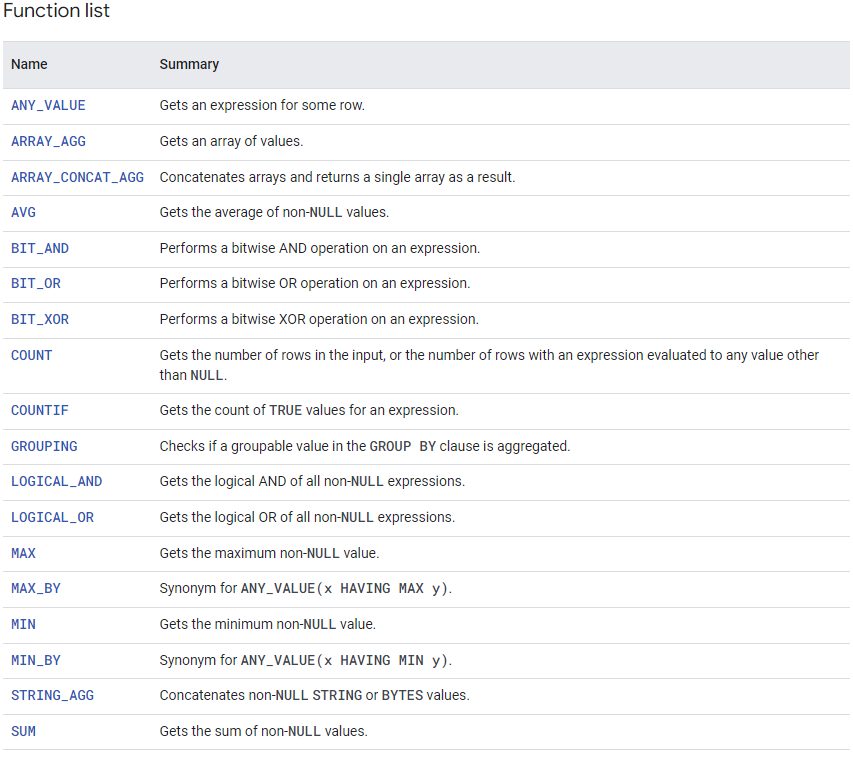 Function list
Name Summary
ANY_VALUE Gets an expression for some row.
ARRAY_AGG Gets an array of values.
ARRAY_CONCAT_AGG Concatenates arrays and returns a single array as a result.
AVG Gets the average of non-NULL values.
BIT_AND Performs a bitwise AND operation on an expression.
BIT_OR Performs a bitwise OR operation on an expression.
BIT_XOR Performs a bitwise XOR operation on an expression.
COUNT Gets the number of rows in the input, or the number of rows with an expression evaluated to any value other
than NULL.
COUNTIF Gets the count of TRUE values for an expression.
GROUPING Checks if a groupable value in the GROUP BY clause is aggregated.
LOGICAL_AND Gets the logical AND of all non-NULL expressions.
LOGICAL_OR Gets the logical OR of all non-NULL expressions.
MAX Gets the maximum non-NULL value.
MAX_BY Synonym for ANY_VALUE(x HAVING MAX y).
MIN Gets the minimum non-NULL value.
MIN_BY Synonym for ANY_VALUE(x HAVING MIN y).
STRING_AGG Concatenates non-NULL STRING or BYTES values.
SUM Gets the sum of non-NULL values.